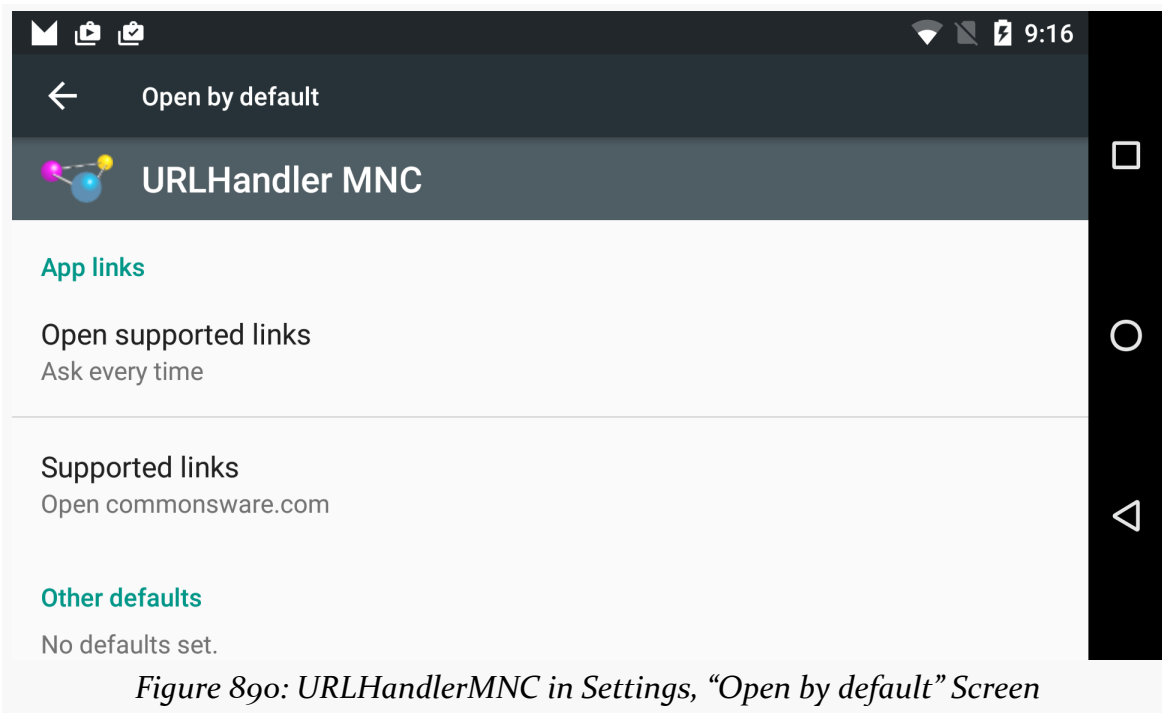 9:16
Open by default
URLHandler MNC
App links
Open supported links
Ask every time
Supported links
Open commonsware.com
Other defaults
No defaults set.
Figure 890: URLHandlerMNC in Settings, “Open by default” Screen